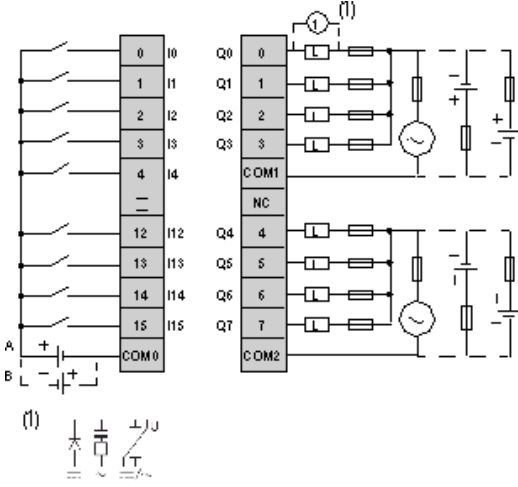 1 (1)
0 I0 Q0 0 L
1 I1 Q1 1 L
2 I2 Q2 2 L
3 I3 Q3 3 L
4 I4 COM1
NC
12 I12 Q4 4 L
13 I13 Q5 5 L
14 I14 Q6 6 L
15 I15 Q7 7 L
A + COM0 COM2
B - +
(1)
U